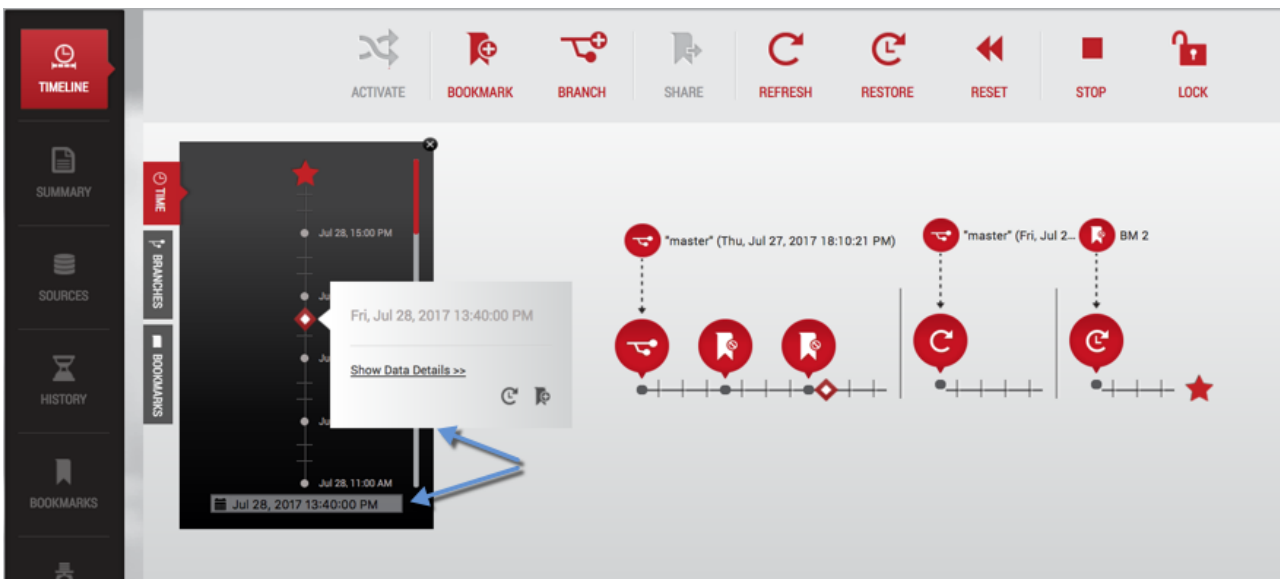 TIMELINE
SUMMARY
SOURCES
HISTORY
BOOKMARKS
ACTIVATE
BOOKMARK
BRANCH
SHARE
REFRESH
RESTORE
RESET
STOP
LOCK
TIME
BRANCHES
BOOKMARKS
Jul 28, 15:00 PM
Ju
Fri, Jul 28, 2017 13:40:00 PM
Ju
Show Data Details >>
Ju
Jul 28, 11:00 AM
Jul 28, 2017 13:40:00 PM
"master" (Thu, Jul 27, 2017 18:10:21 PM)
"master" (Fri, Jul 2...
BM 2